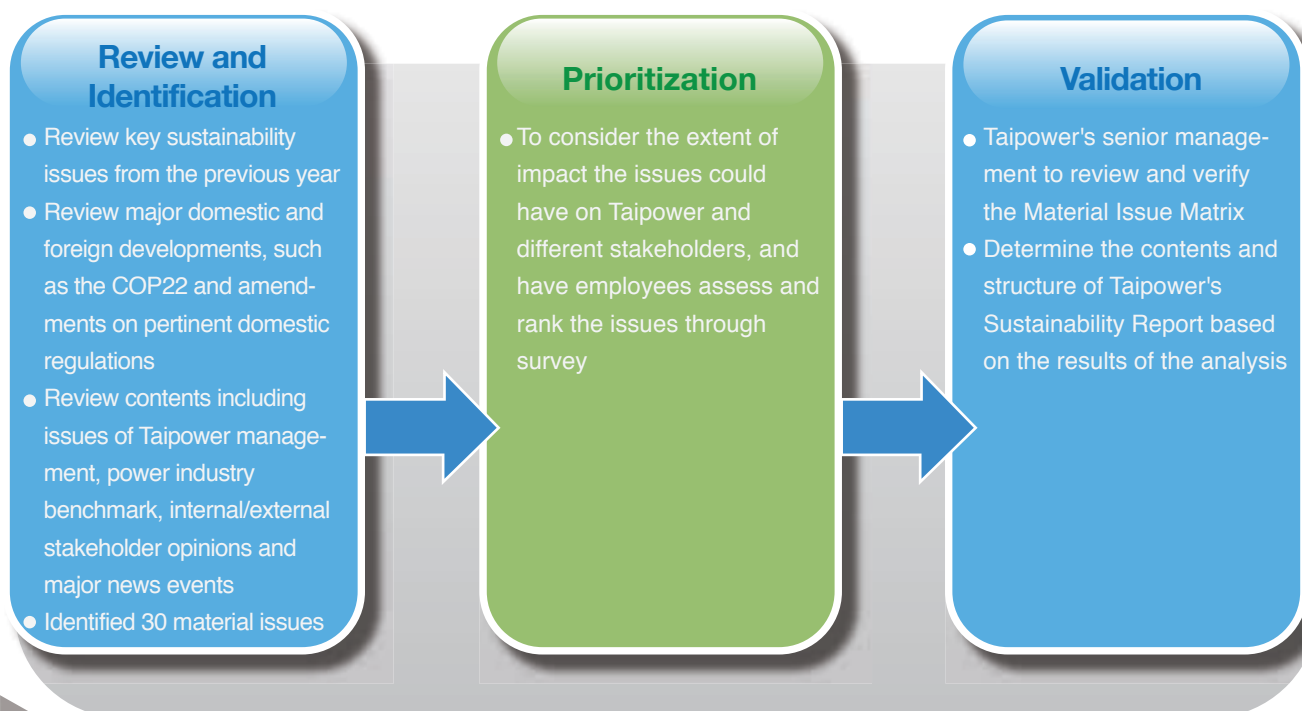 Review and
Identification
● Review key sustainability
issues from the previous year
● Review major domestic and
foreign developments, such
as the COP22 and amend-
ments on pertinent domestic
regulations
● Review contents including
issues of Taipower manage-
ment, power industry
benchmark, internal/external
stakeholder opinions and
major news events
● Identified 30 material issues
Prioritization
● To consider the extent of
impact the issues could
have on Taipower and
different stakeholders, and
have employees assess and
rank the issues through
survey
Validation
● Taipower's senior manage-
ment to review and verify
the Material Issue Matrix
● Determine the contents and
structure of Taipower's
Sustainability Report based
on the results of the analysis